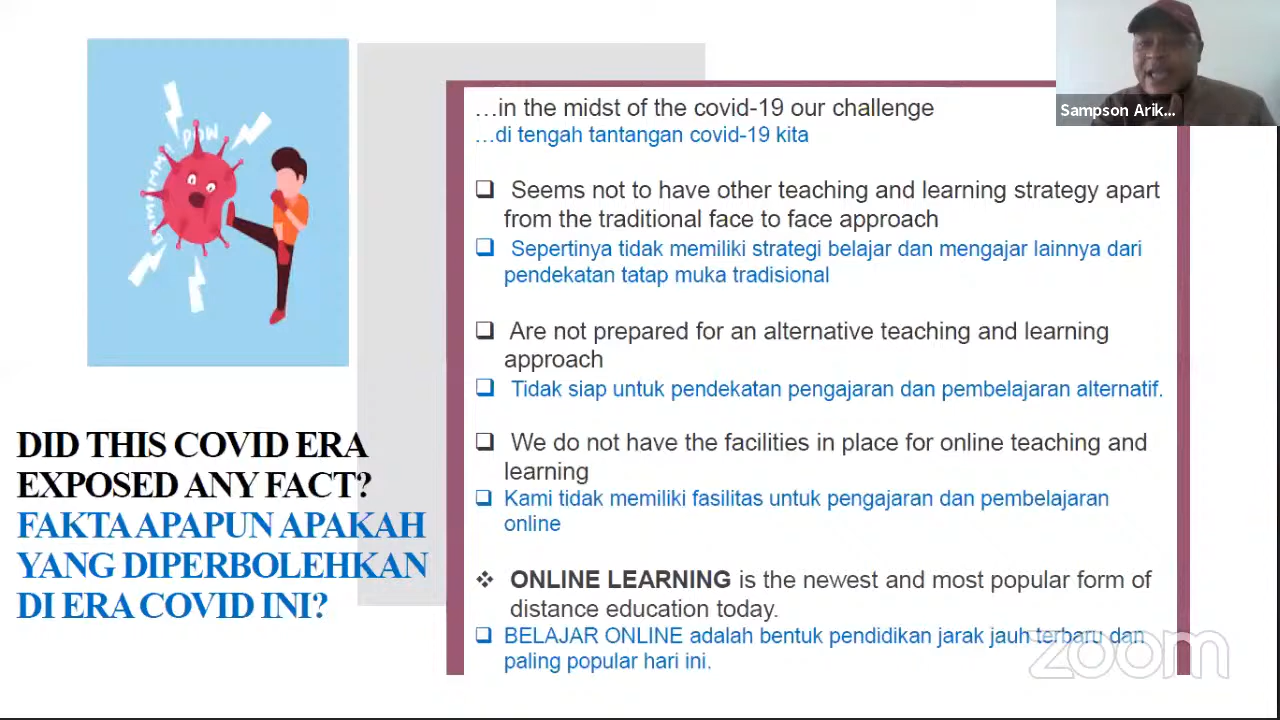 …in the midst of the covid-19 our challenge
…di tengah tantangan covid-19 kita
Seems not to have other teaching and learning strategy apart
from the traditional face to face approach
Sepertinya tidak memiliki strategi belajar dan mengajar lainnya dari
pendekatan tatap muka tradisional
Are not prepared for an alternative teaching and learning
approach
Tidak siap untuk pendekatan pengajaran dan pembelajaran alternatif.
We do not have the facilities in place for online teaching and
learning
Kami tidak memiliki fasilitas untuk pengajaran dan pembelajaran
online
ONLINE LEARNING is the newest and most popular form of
distance education today.
BELAJAR ONLINE adalah bentuk pendidikan jarak jauh terbaru dan
paling popular hari ini.
DID THIS COVID ERA
EXPOSED ANY FACT?
FAKTA APAPUN APAKAH
YANG DIPERBOLEHKAN
DI ERA COVID INI?
POW
Sampson Arik...
zoom